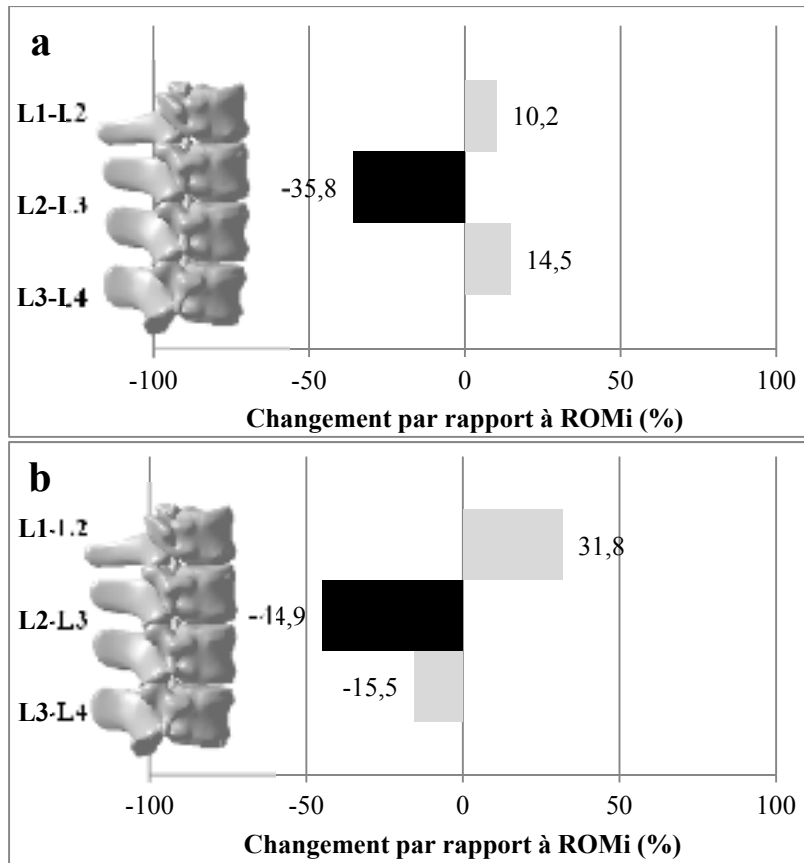 a
L1-L2
10,2
-35,8
L2-L3
14,5
L3-L4
-100 -50 0 50 100
Changement par rapport à ROMi (%)
b
L1-L2
31,8
-44,9
L2-L3
-15,5
L3-L4
-100 -50 0 50 100
Changement par rapport à ROMi (%)